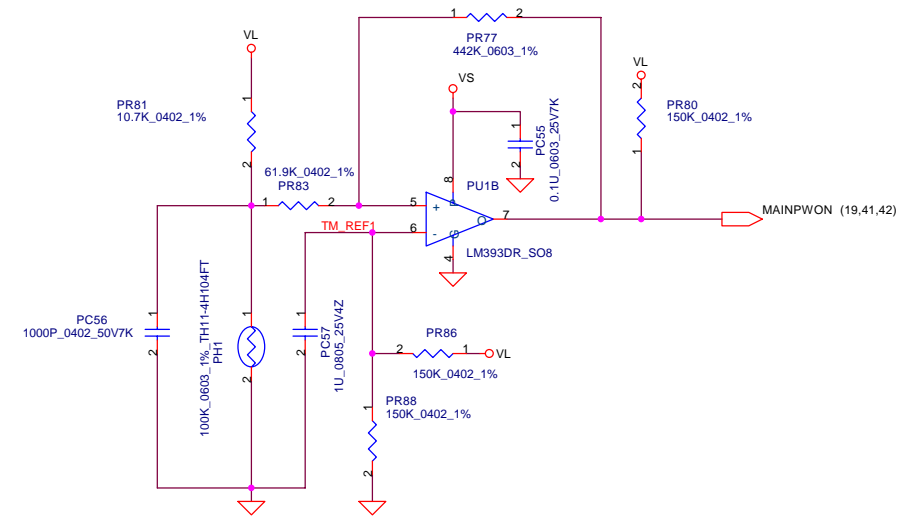 1 2
PR77
442K_0603_1%
VL
VS
VL
PR81
10.7K_0402_1%
1
2
1
2
PC55
0.1U_0603_25V7K
2
1
PR80
150K_0402_1%
61.9K_0402_1%
PR83
1 2
8
PU1B
5
+
P
6
-
G
O
7
4
LM393DR_SO8
TM_REF1
MAINPWON (19,41,42)
PC56
1000P_0402_50V7K
1
2
100K_0603_1%_TH11-4H104FT
PH1
1
2
1
2
PC57
1U_0805_25V4Z
PR86
2 1
VL
150K_0402_1%
PR88
150K_0402_1%
1
2